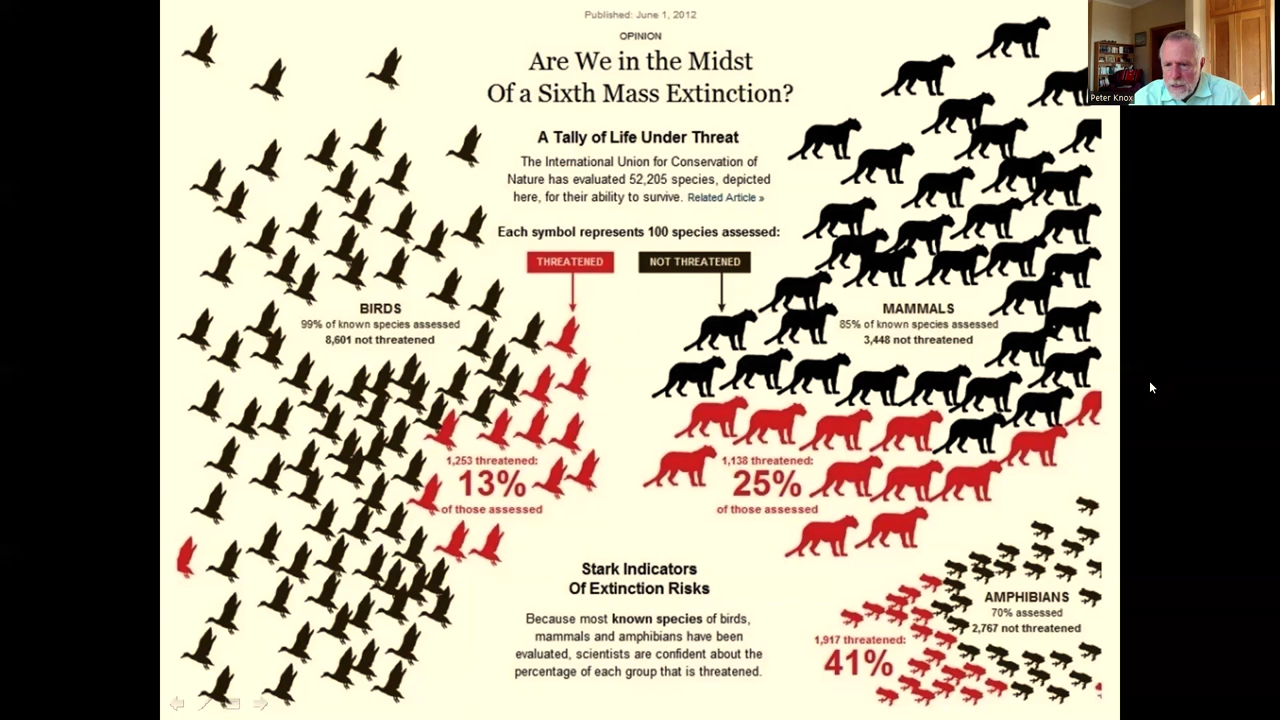 Published: June 1, 2012
OPINION
Are We in the Midst
Of a Sixth Mass Extinction?
A Tally of Life Under Threat
The International Union for Conservation of
Nature has evaluated 52,205 species, depicted
here, for their ability to survive. Related Article »
Each symbol represents 100 species assessed:
THREATENED
NOT THREATENED
BIRDS
99% of known species assessed
8,601 not threatened
MAMMALS
85% of known species assessed
3,448 not threatened
1,253 threatened:
13%
of those assessed
1,138 threatened:
25%
of those assessed
Stark Indicators
Of Extinction Risks
Because most known species of birds,
mammals and amphibians have been
evaluated, scientists are confident about the
percentage of each group that is threatened.
AMPHIBIANS
70% assessed
2,767 not threatened
1,917 threatened:
41%
Peter Knox